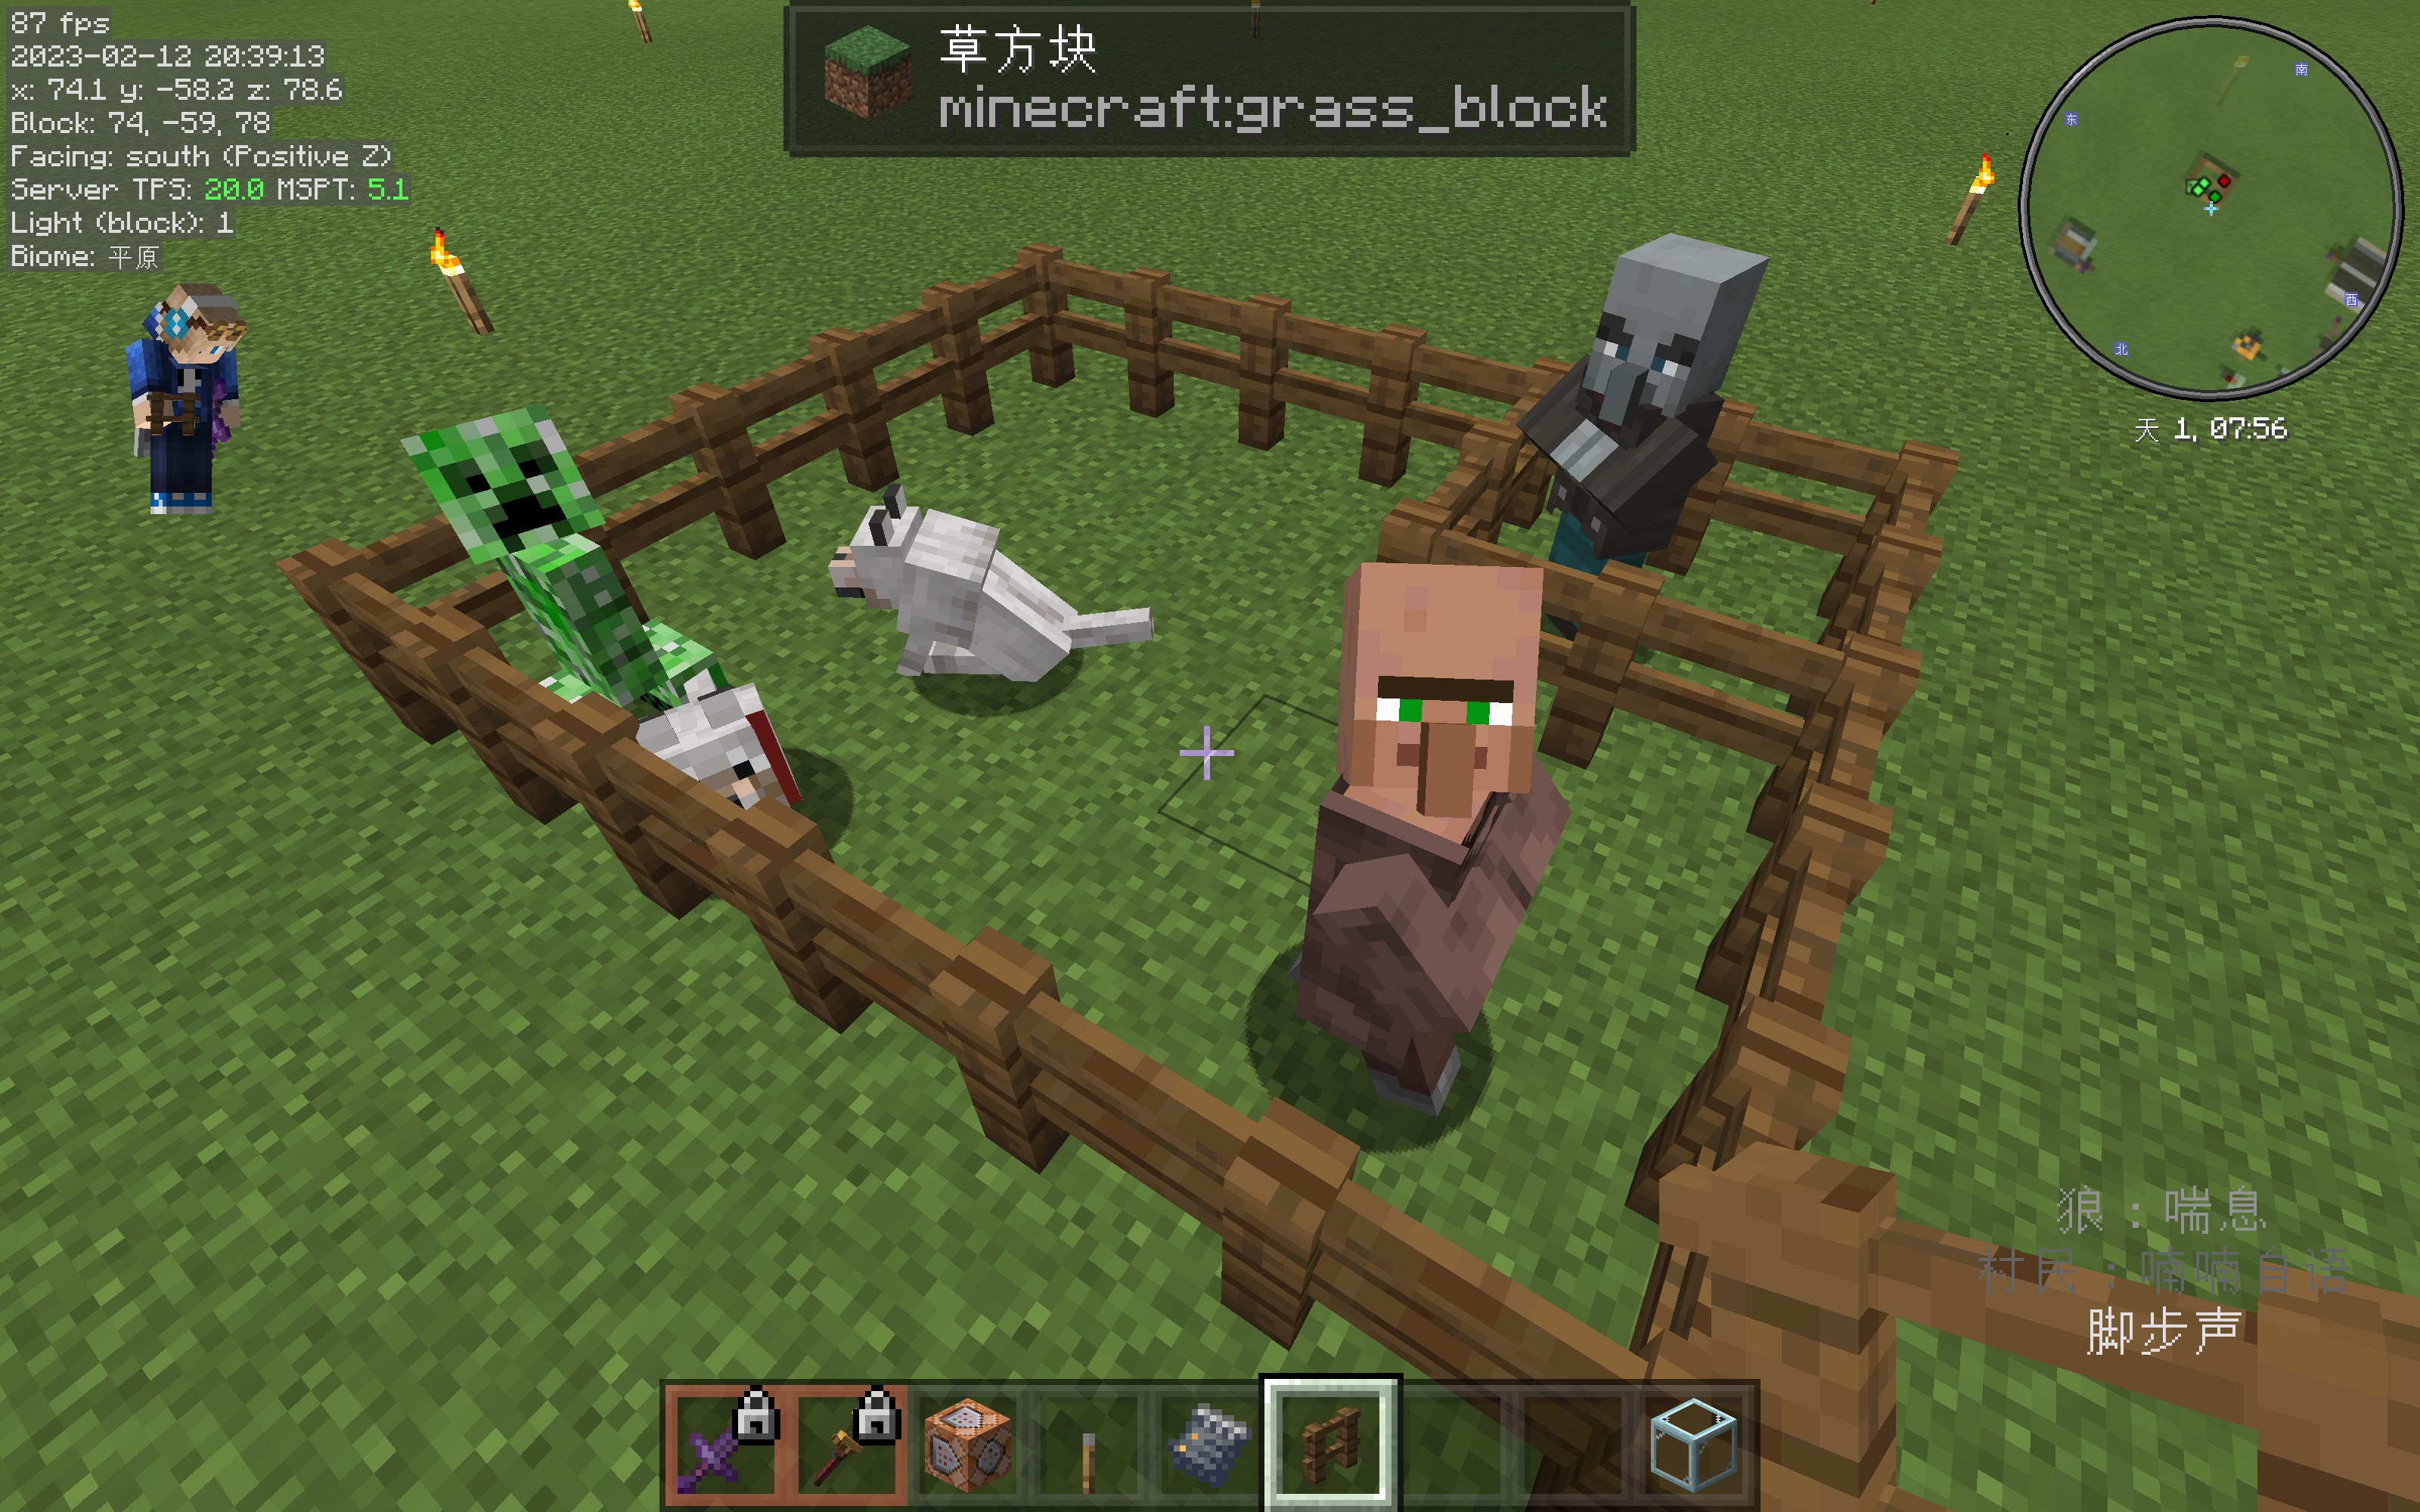 87 fps
2023-02-12 20:39:13
x: 74.1 y: -58.2 z: 78.6
Block: 74, -59, 78
Facing: south (Positive Z)
Server TPS: 20.0 MSPT: 5.1
Light (block): 1
Biome: 平原
草方块
minecraft:grass_block
南
东
西
北
天 1, 07:56
狼：喘息
村民：喃喃自语
脚步声